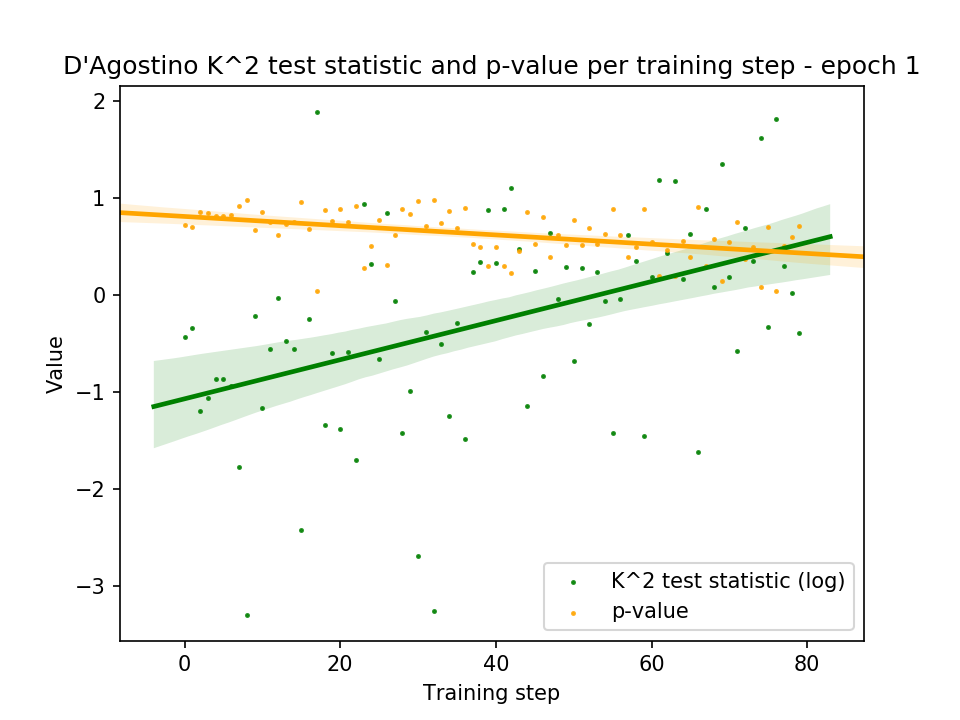 D'Agostino K^2 test statistic and p-value per training step - epoch 1
2
1
0
−1
−2
−3
Value
K^2 test statistic (log)
p-value
0 20 40 60 80
Training step